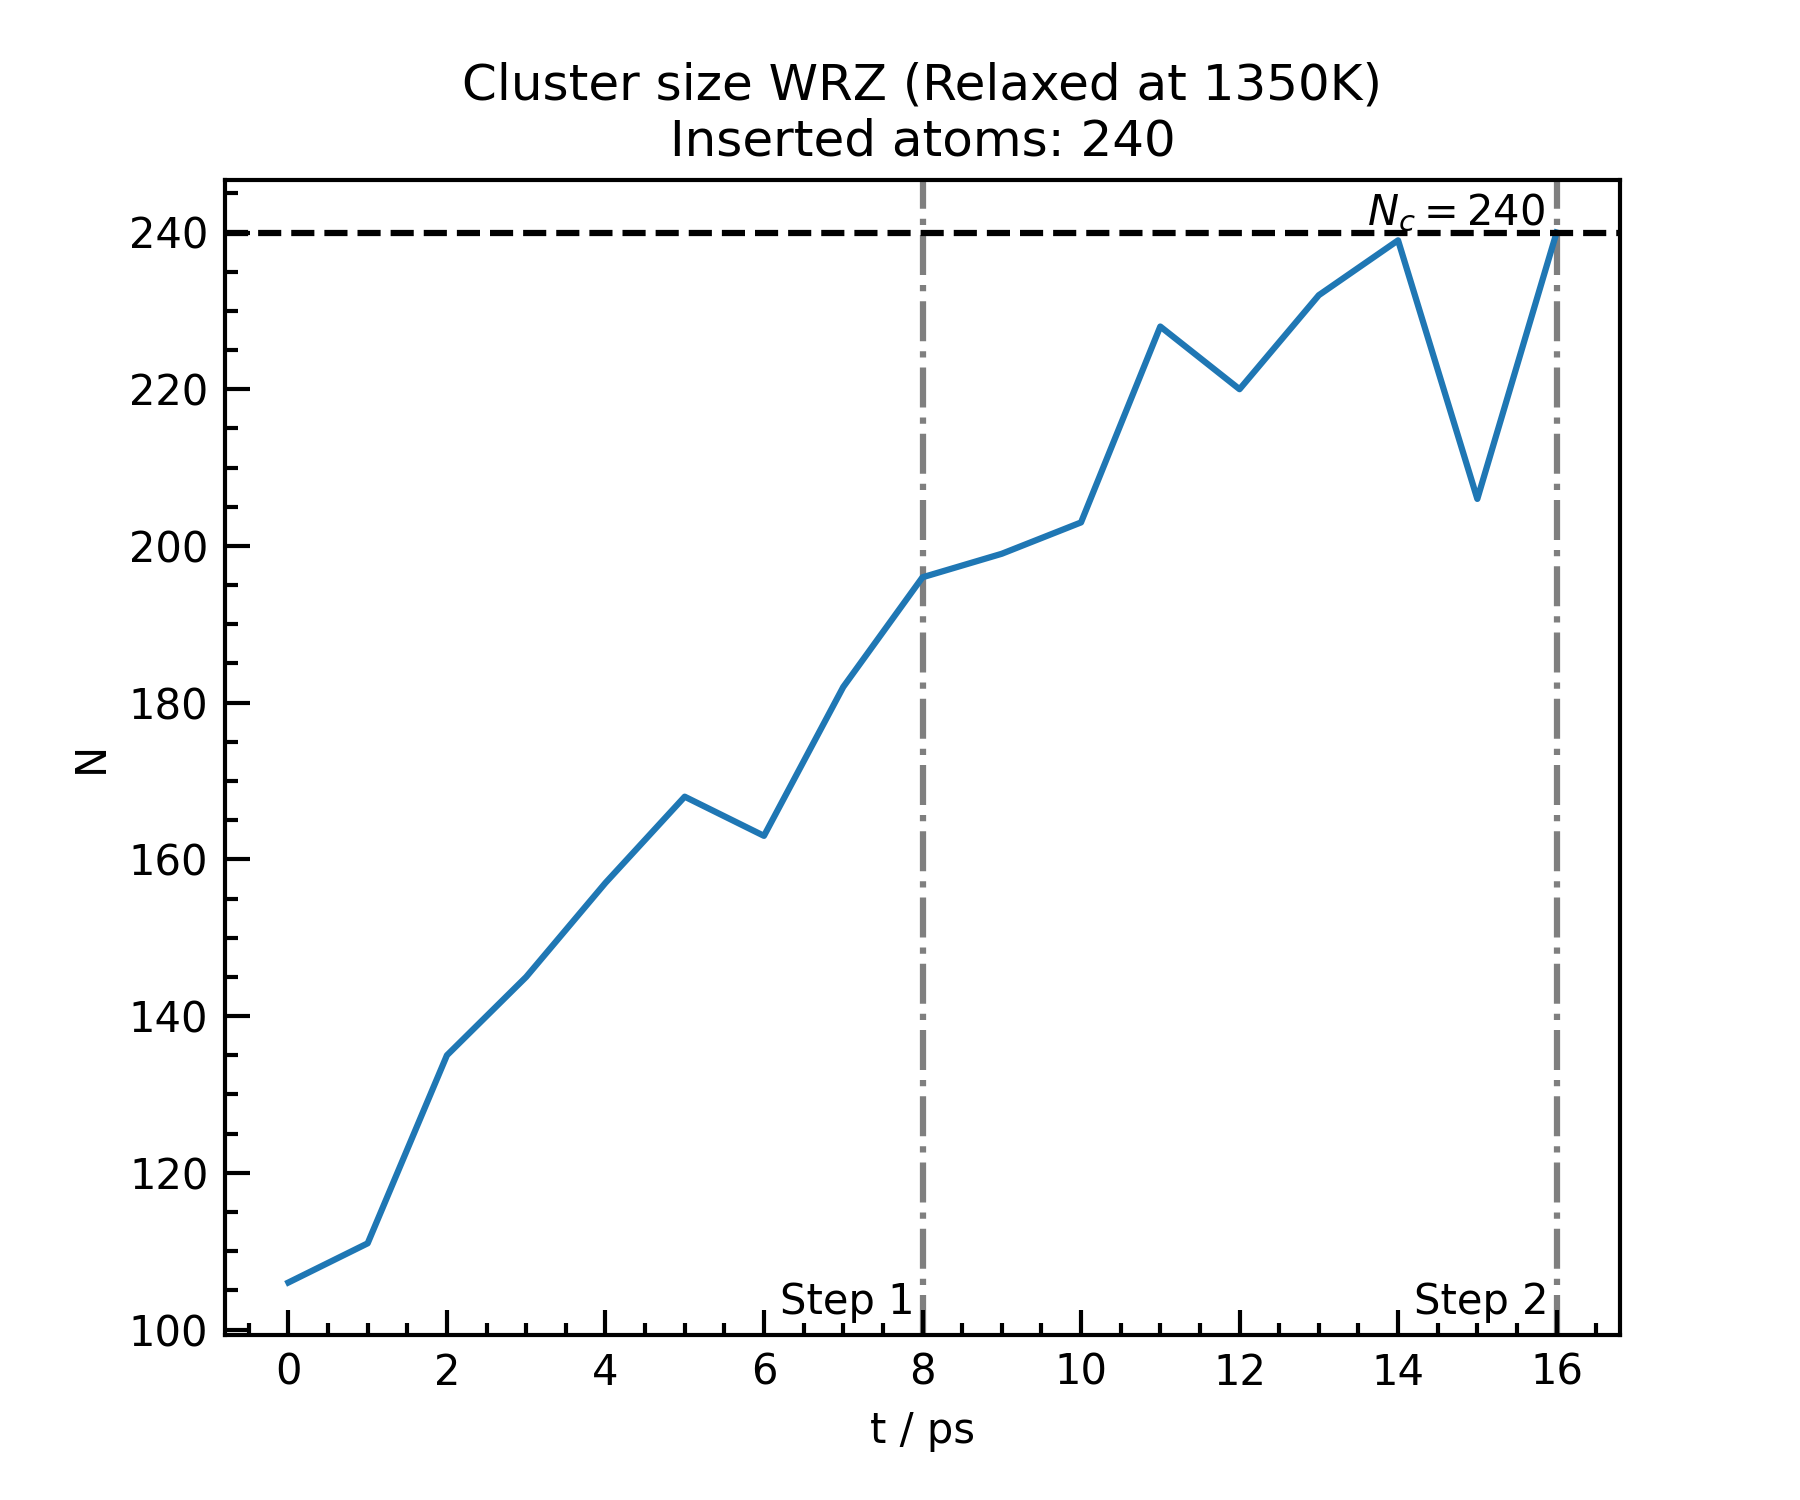 Cluster size WRZ (Relaxed at 1350K)
Inserted atoms: 240
N_c = 240
240
220
200
180
160
140
120
100
N
Step 1
Step 2
0 2 4 6 8 10 12 14 16
t / ps